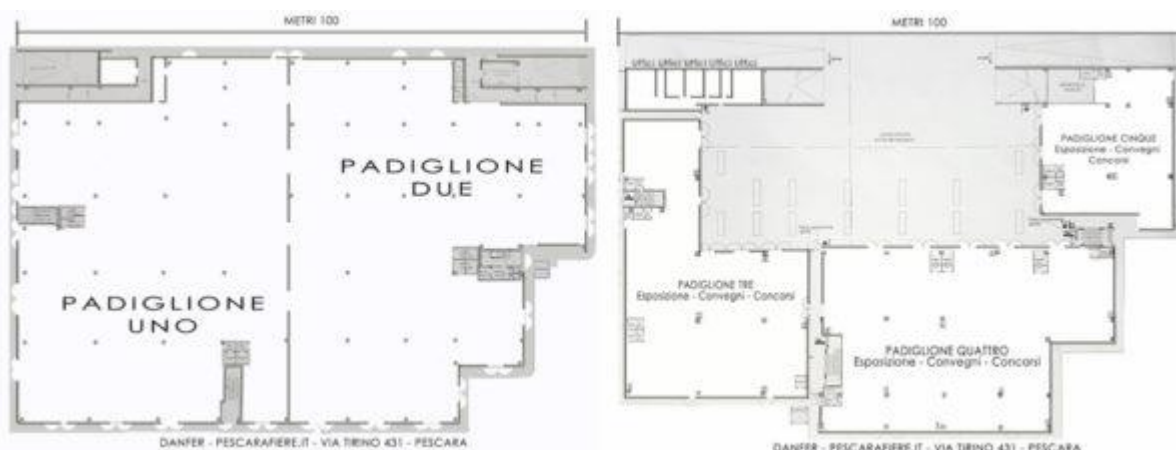 METRI 100
PADIGLIONE
DUE
PADIGLIONE
UNO
DANFER - PESCARAFIERE.IT - VIA TIRINO 431 - PESCARA
METRI 100
Uffici Uffici Uffici Uffici Uffici
PADIGLIONE CINQUE
Esposizione - Convegni
Concorsi
PADIGLIONE TRE
Esposizione - Convegni - Concorsi
PADIGLIONE QUATTRO
Esposizione - Convegni - Concorsi
DANFER - PESCARAFIERE.IT - VIA TIRINO 431 - PESCARA